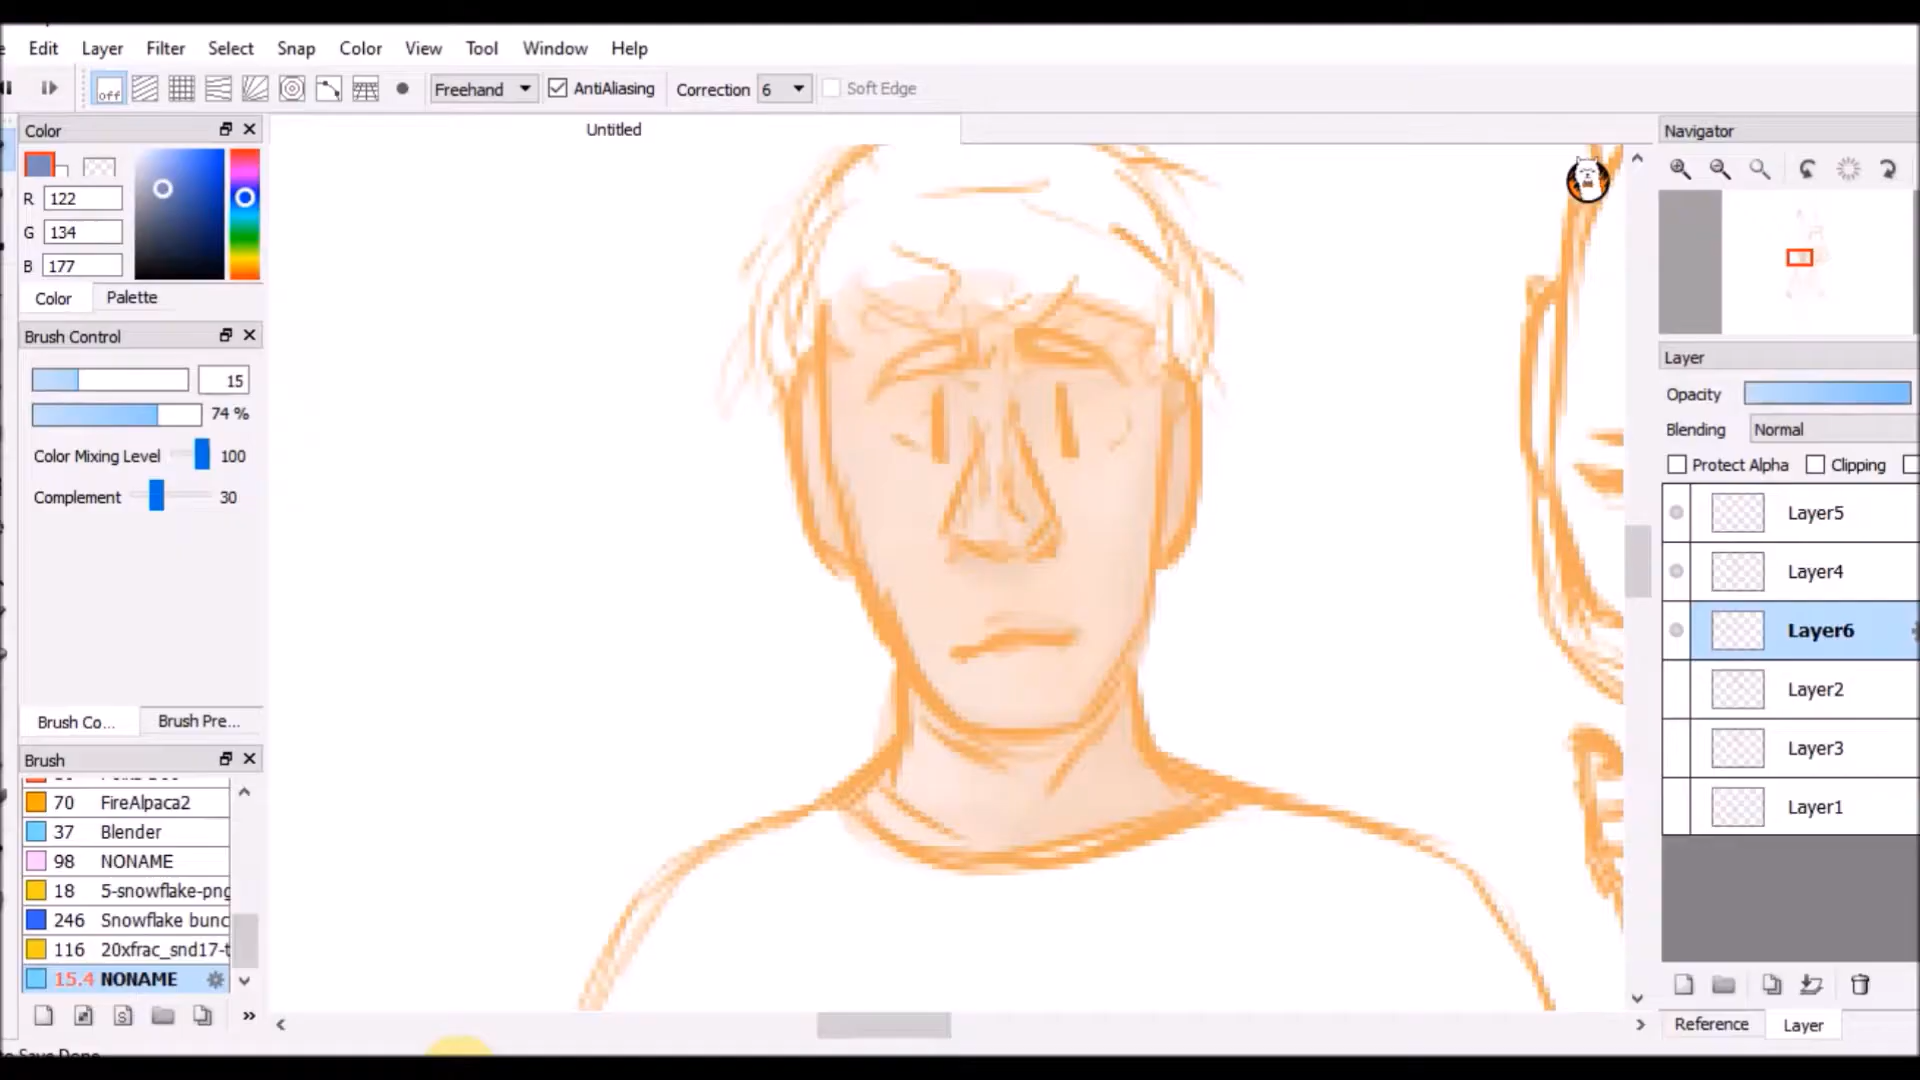 Edit Layer Filter Select Snap Color View Tool Window Help
off Freehand AntiAliasing Correction 6 Soft Edge
Color
Untitled
Navigator
R 122
G 134
B 177
Color Palette
Brush Control
15
74 %
Color Mixing Level 100
Complement 30
Layer
Opacity
Blending Normal
Protect Alpha Clipping
Layer5
Layer4
Layer6
Layer2
Layer3
Layer1
Brush Co... Brush Pre...
Brush
70 FireAlpaca2
37 Blender
98 NONAME
18 5-snowflake-png
246 Snowflake bunc
116 20xfrac_snd17-t
15.4 NONAME
Reference Layer
Save Done